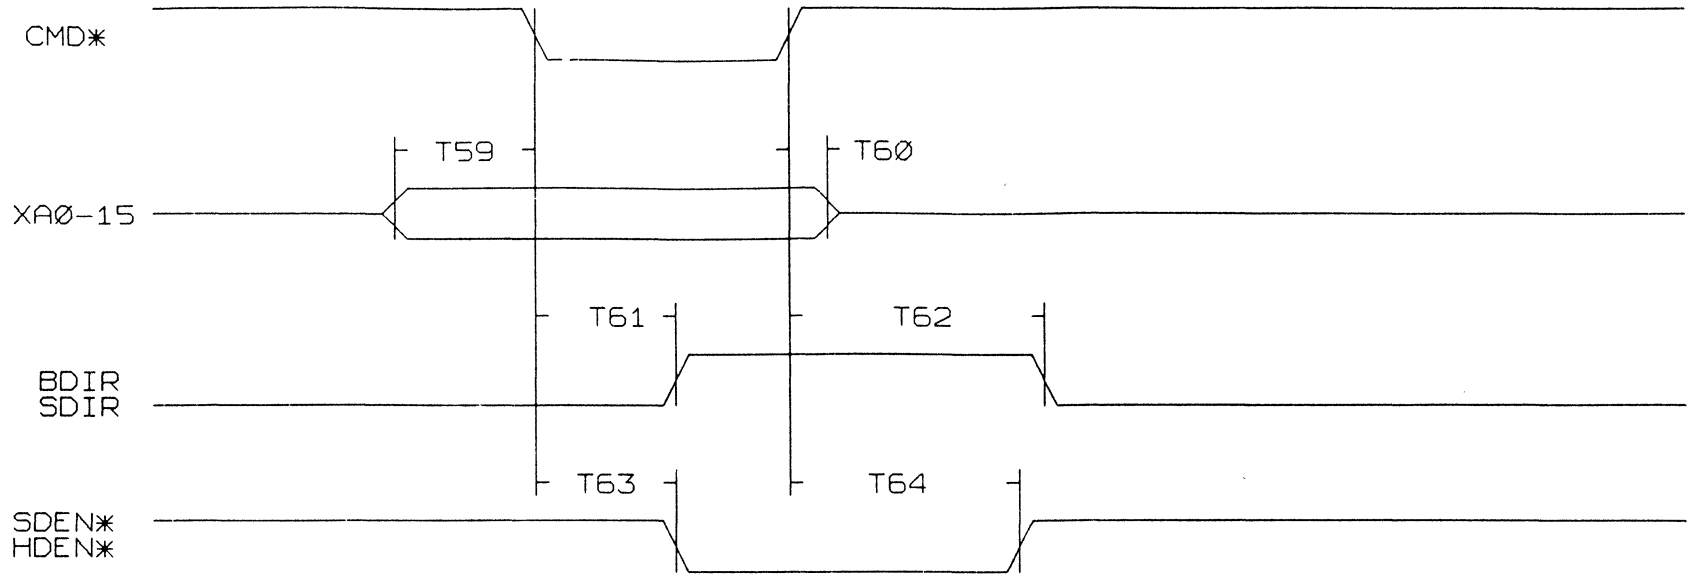 CMD*
T59
T60
XA0-15
T61
T62
BDIR
SDIR
T63
T64
SDEN*
HDEN*